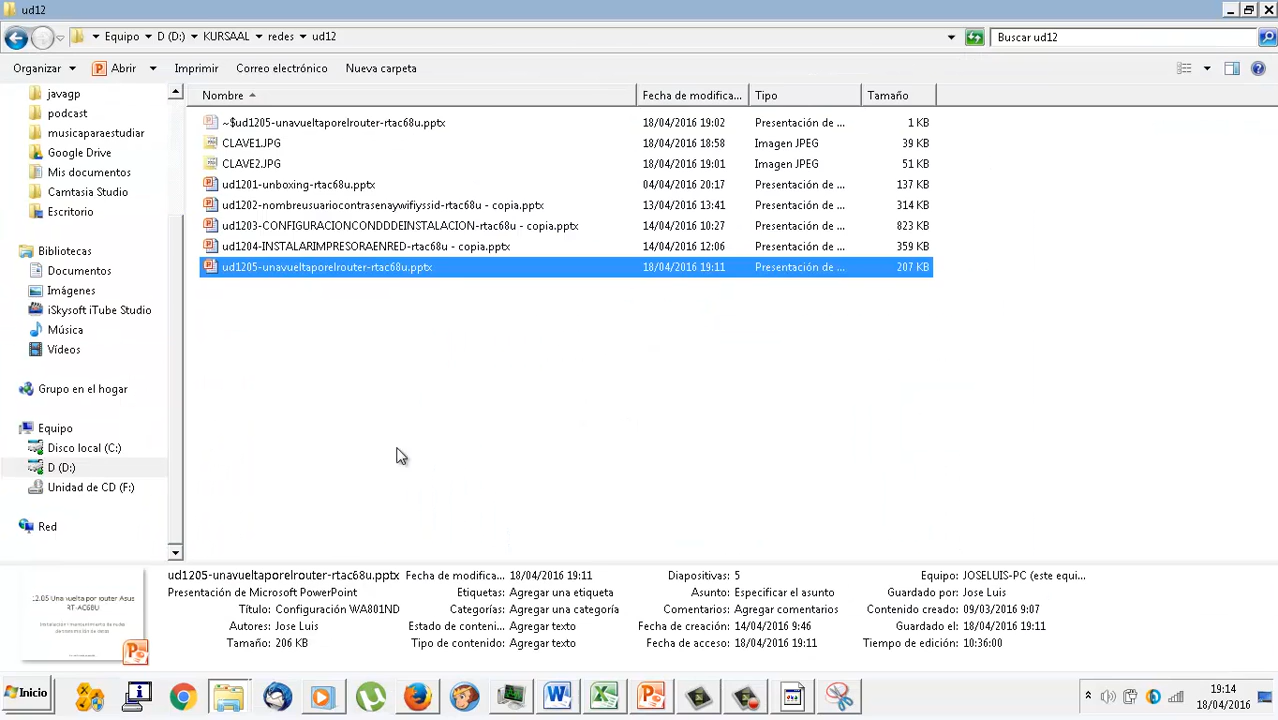 ud12
Equipo D (D:) KURSAAL redes ud12
Buscar ud12
Organizar Abrir Imprimir Correo electrónico Nueva carpeta
javagp
podcast
musicaparaestudiar
Google Drive
Mis documentos
Camtasia Studio
Escritorio
Bibliotecas
Documentos
Imágenes
iSkysoft iTube Studio
Música
Vídeos
Grupo en el hogar
Equipo
Disco local (C:)
D (D:)
Unidad de CD (F:)
Red
Nombre Fecha de modifica... Tipo Tamaño
~$ud1205-unavueltaporelrouter-rtac68u.pptx 18/04/2016 19:02 Presentación de ... 1 KB
CLAVE1.JPG 18/04/2016 18:58 Imagen JPEG 39 KB
CLAVE2.JPG 18/04/2016 19:01 Imagen JPEG 51 KB
ud1201-unboxing-rtac68u.pptx 04/04/2016 20:17 Presentación de ... 137 KB
ud1202-nombreusuariocontrasenaywifiyssid-rtac68u - copia.pptx 13/04/2016 13:41 Presentación de ... 314 KB
ud1203-CONFIGURACIONCONDDDEINSTALACION-rtac68u - copia.pptx 14/04/2016 10:27 Presentación de ... 823 KB
ud1204-INSTALARIMPRESORAENRED-rtac68u - copia.pptx 14/04/2016 12:06 Presentación de ... 359 KB
ud1205-unavueltaporelrouter-rtac68u.pptx 18/04/2016 19:11 Presentación de ... 207 KB
12.05 Una vuelta por router Asus
RT-AC68U
ud1205-unavueltaporelrouter-rtac68u.pptx Fecha de modifica... 18/04/2016 19:11 Diapositivas: 5 Equipo: JOSELUIS-PC (este equi...
Presentación de Microsoft PowerPoint Etiquetas: Agregar una etiqueta Asunto: Especificar el asunto Guardado por: Jose Luis
Título: Configuración WA801ND Categorías: Agregar una categoría Comentarios: Agregar comentarios Contenido creado: 09/03/2016 9:07
Autores: Jose Luis Estado de conteni... Agregar texto Fecha de creación: 14/04/2016 12:06 Guardado el: 18/04/2016 19:11
Tamaño: 206 KB Tipo de contenido: Agregar texto Fecha de acceso: 18/04/2016 19:11 Tiempo de edición: 10:36:00
Inicio
19:14
18/04/2016